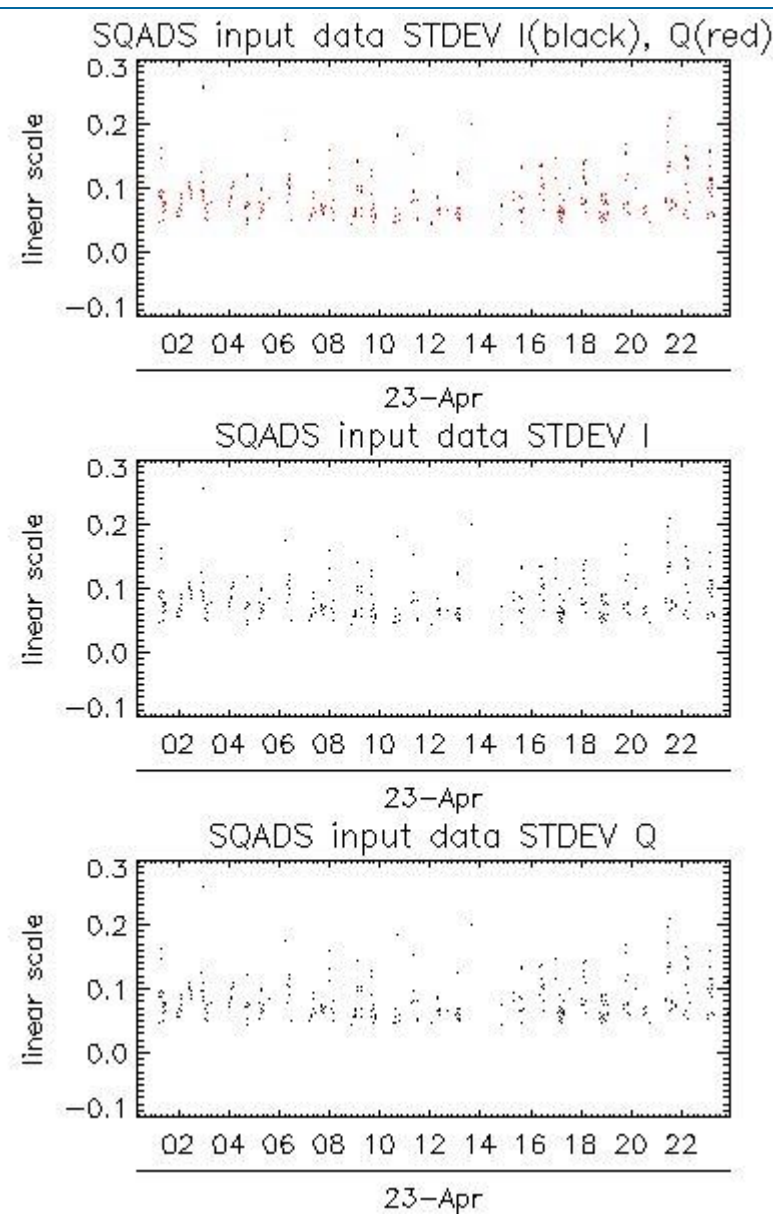 SQADS input data STDEV I(black), Q(red)
0.3
0.2
0.1
0.0
−0.1
linear scale
02 04 06 08 10 12 14 16 18 20 22
23-Apr
SQADS input data STDEV I
0.3
0.2
0.1
0.0
−0.1
linear scale
02 04 06 08 10 12 14 16 18 20 22
23-Apr
SQADS input data STDEV Q
0.3
0.2
0.1
0.0
−0.1
linear scale
02 04 06 08 10 12 14 16 18 20 22
23-Apr